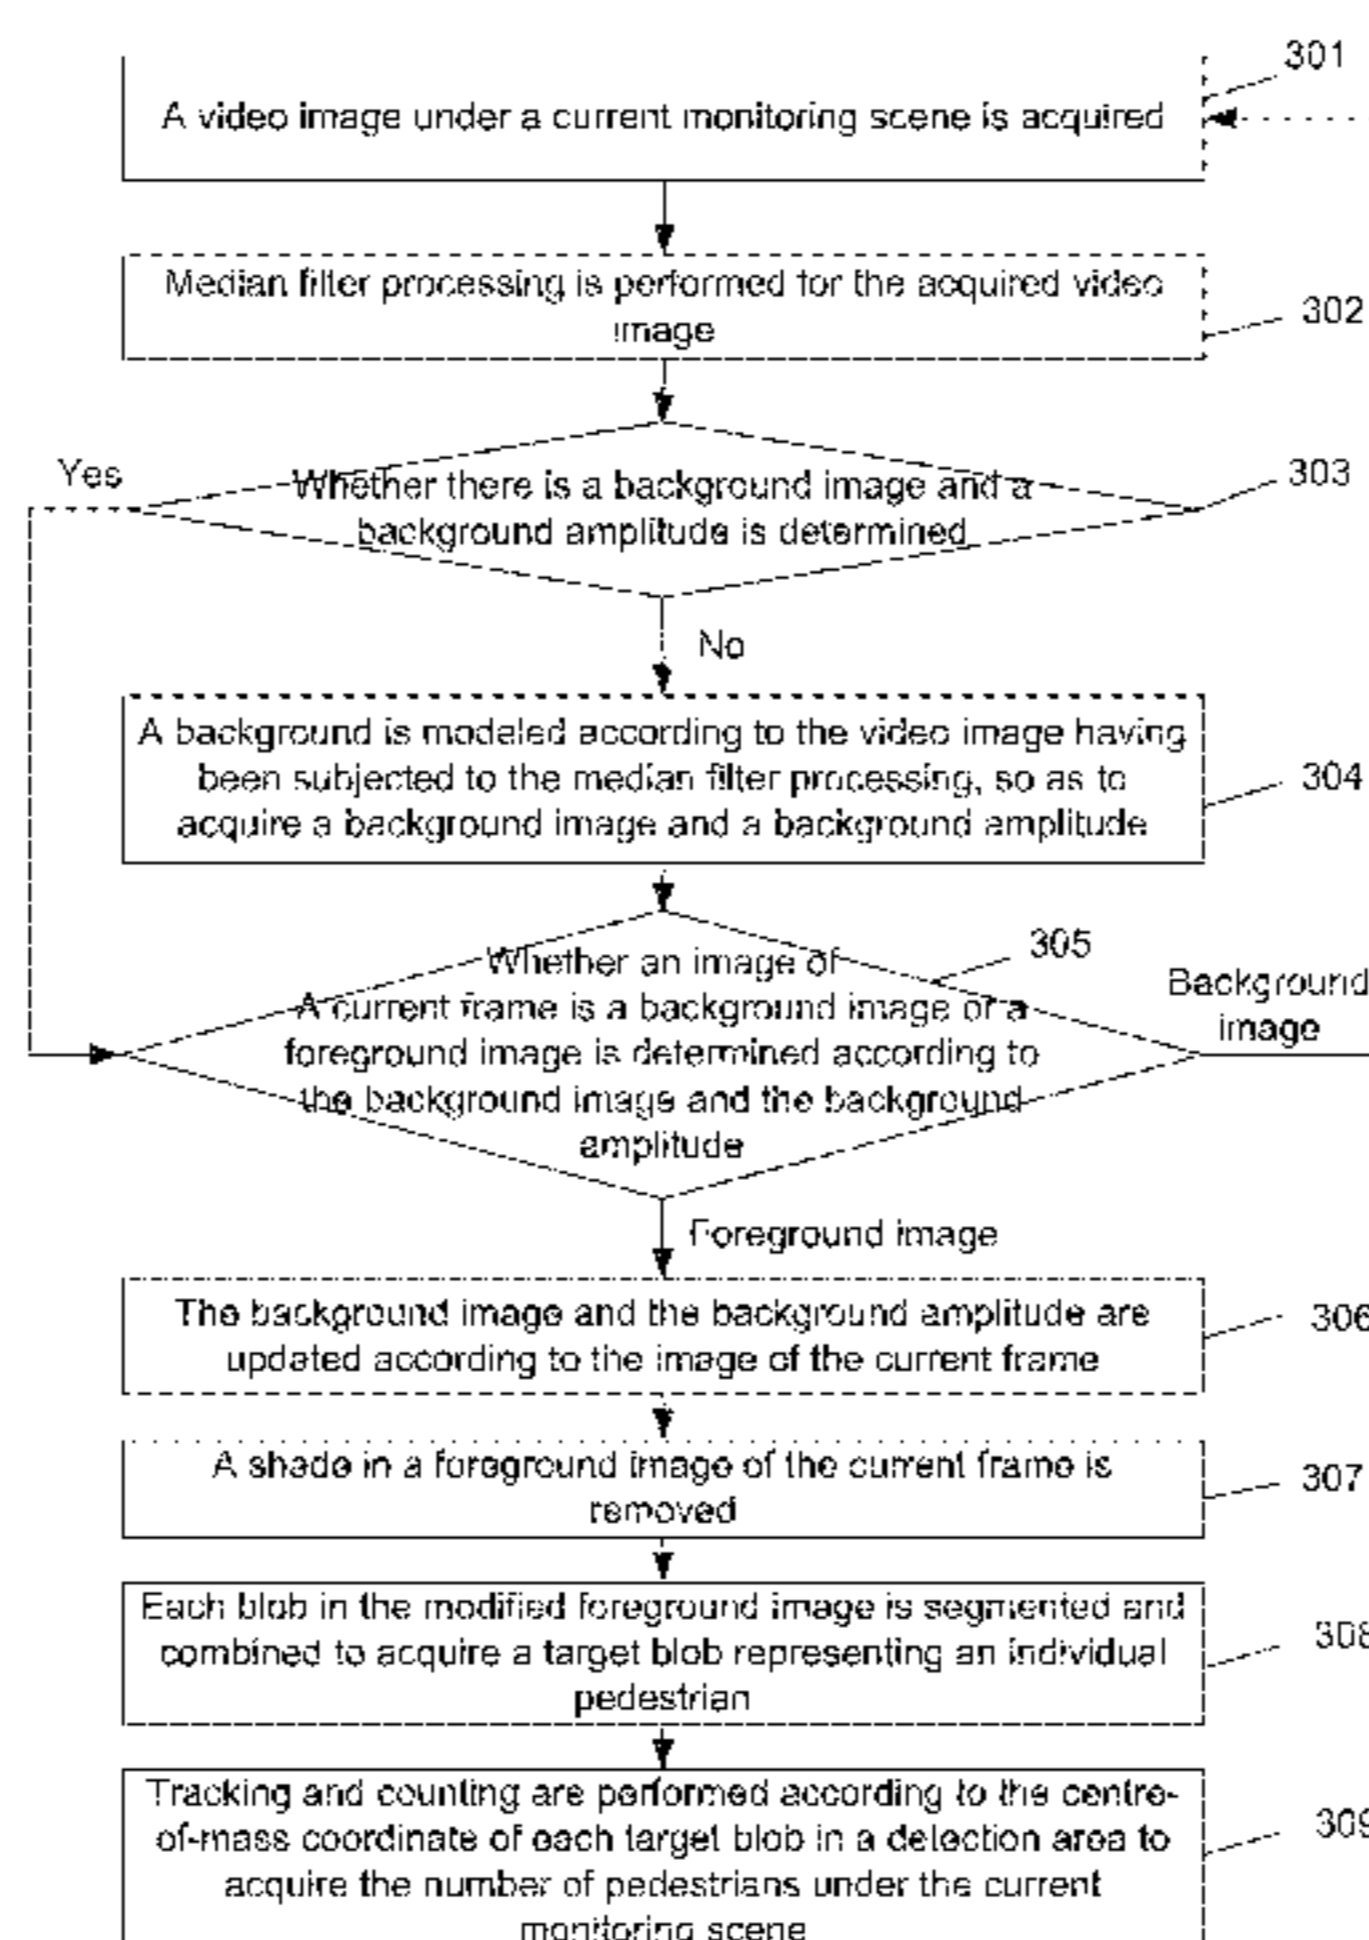 301
A video image under a current monitoring scene is acquired
Median filter processing is performed for the acquired video
image
302
Yes
Whether there is a background image and a
background amplitude is determined
303
No
A background is modeled according to the video image having
been subjected to the median filter processing, so as to
acquire a background image and a background amplitude
304
305
Whether an image of
A current frame is a background image or a
foreground image is determined according to
the background image and the background
amplitude
Background
image
Foreground image
The background image and the background amplitude are
updated according to the image of the current frame
306
A shade in a foreground image of the current frame is
removed
307
Each blob in the modified foreground image is segmented and
combined to acquire a target blob representing an individual
pedestrian
308
Tracking and counting are performed according to the centre-
of-mass coordinate of each target blob in a detection area to
acquire the number of pedestrians under the current
monitoring scene
309